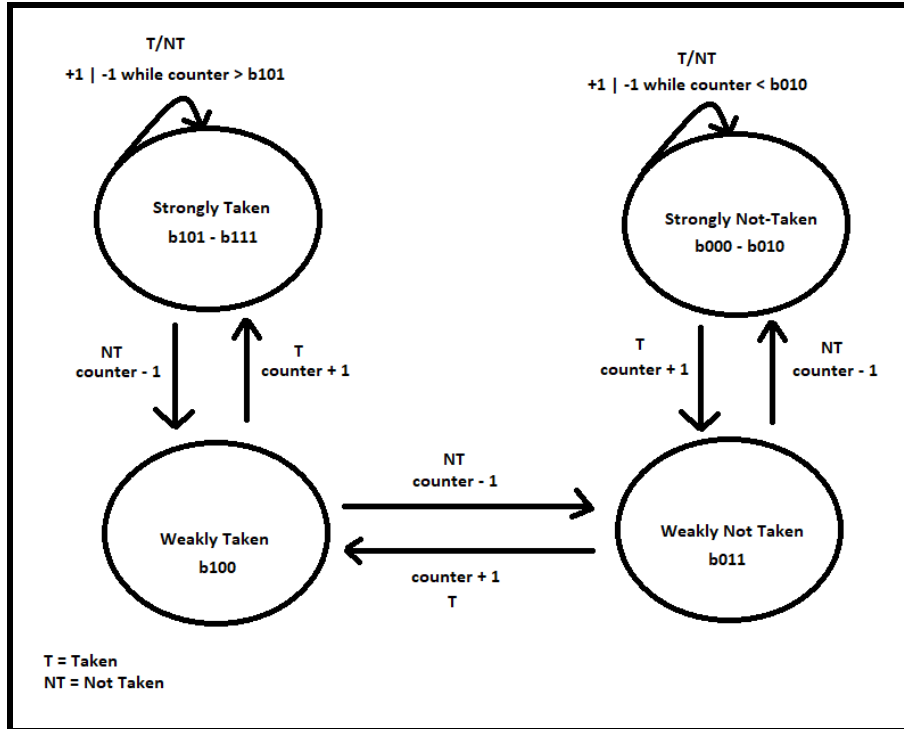 T/NT
+1 | -1 while counter > b101
Strongly Taken
b101 - b111
T/NT
+1 | -1 while counter < b010
Strongly Not-Taken
b000 - b010
NT
counter - 1
T
counter + 1
T
counter + 1
NT
counter - 1
Weakly Taken
b100
NT
counter - 1
counter + 1
T
Weakly Not Taken
b011
T = Taken
NT = Not Taken